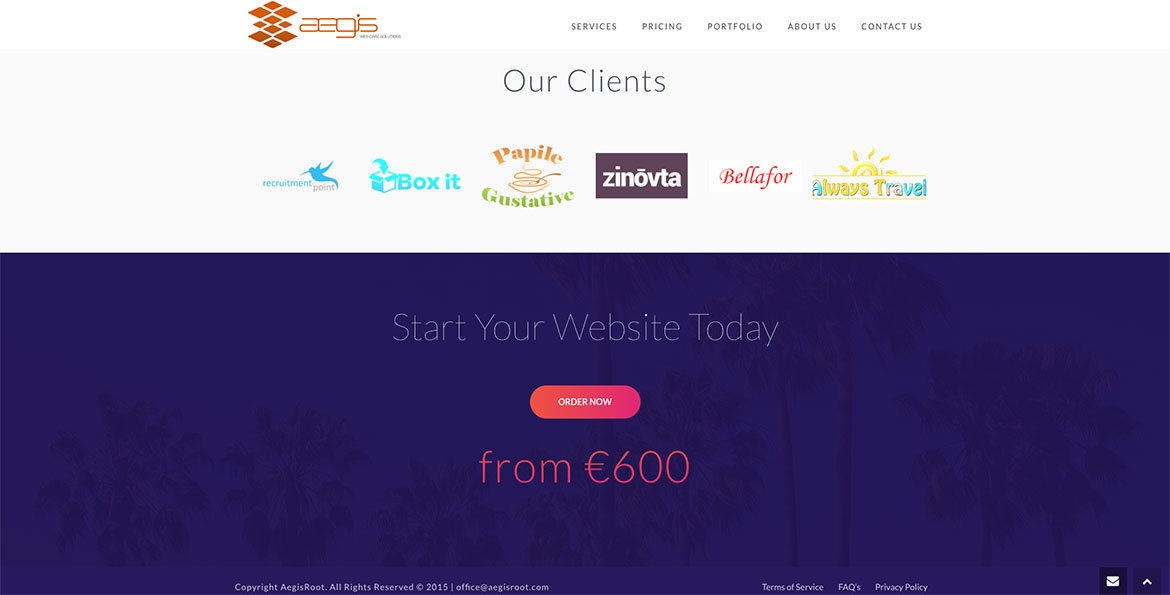 aegis
WEB CARE SOLUTIONS
SERVICES PRICING PORTFOLIO ABOUT US CONTACT US
Our Clients
recruitment
point
Box it
Papile
Gustative
zinōvta
Bellafor
Always Travel
Start Your Website Today
ORDER NOW
from €600
Copyright AegisRoot. All Rights Reserved © 2015 | office@aegisroot.com
Terms of Service FAQ's Privacy Policy